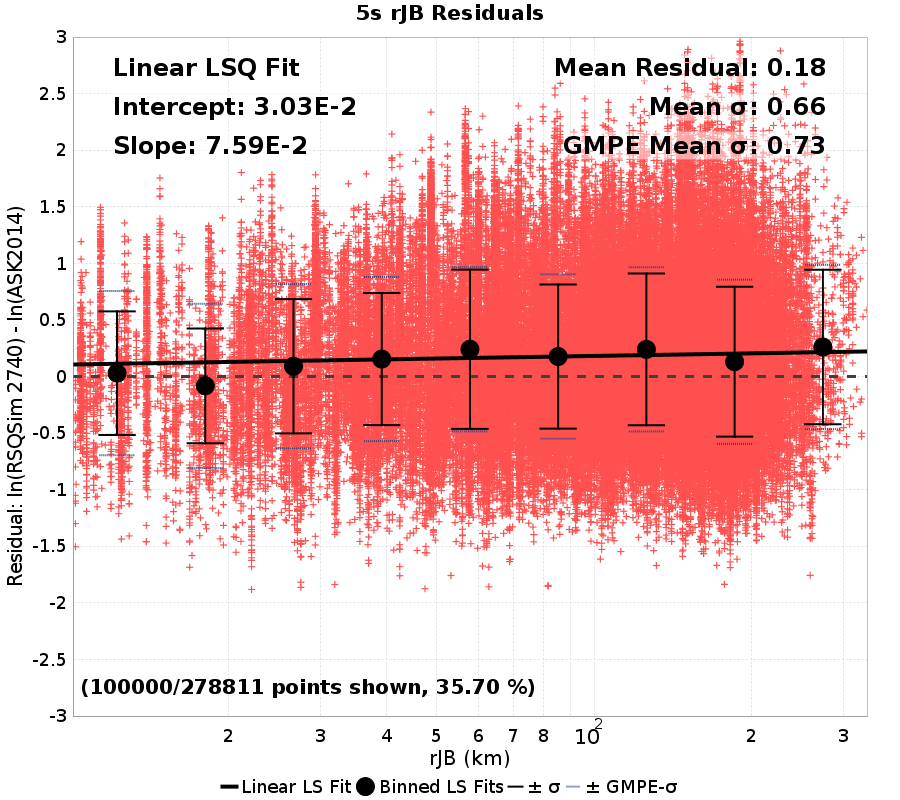 5s rJB Residuals
Linear LSQ Fit
Intercept: 3.03E-2
Slope: 7.59E-2
Mean Residual: 0.18
Mean σ: 0.66
GMPE Mean σ: 0.73
3
2.5
2
1.5
1
0.5
0
-0.5
-1
-1.5
-2
-2.5
-3
Residual: ln(RSQSim 2740) - ln(ASK2014)
(100000/278811 points shown, 35.70 %)
2 3 4 5 6 7 8 10² 2 3
rJB (km)
Linear LS Fit Binned LS Fits ± σ ± GMPE-σ